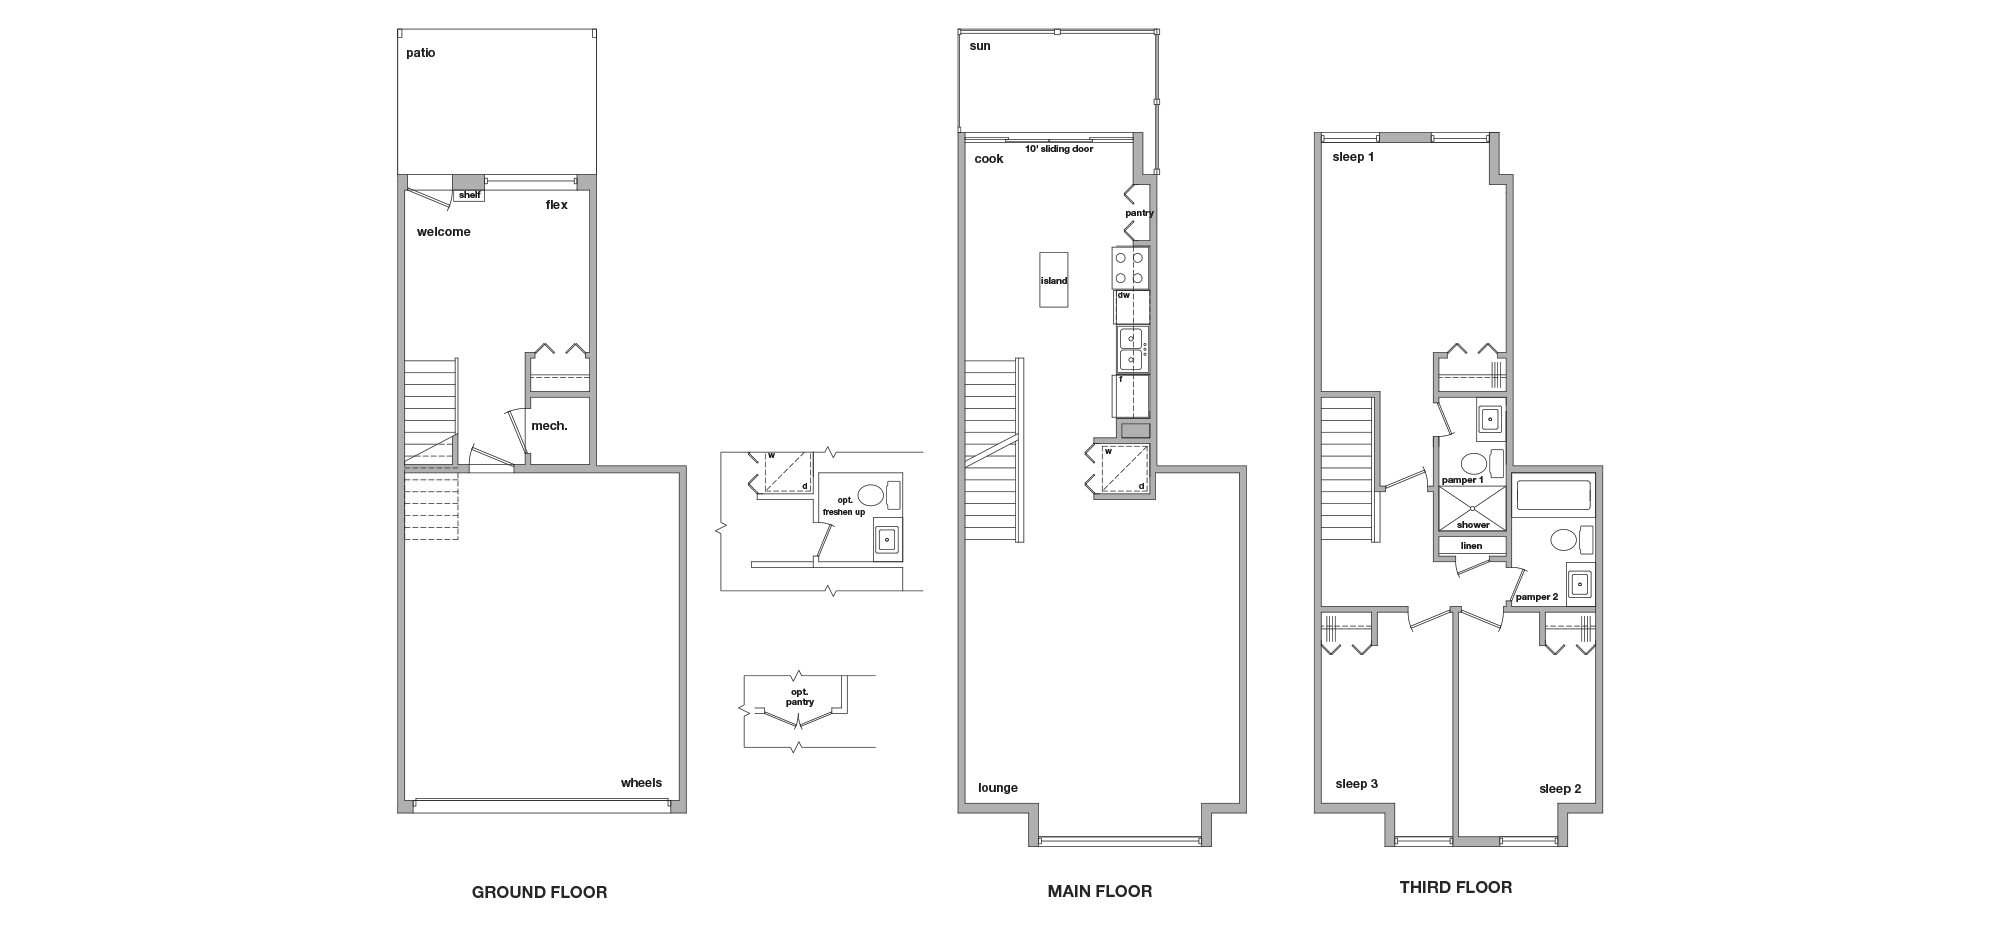 patio
shelf
flex
welcome
mech.
wheels
GROUND FLOOR
w
d
opt.
freshen up
opt.
pantry
sun
10' sliding door
cook
pantry
island
dw
f
w
d
lounge
MAIN FLOOR
sleep 1
pamper 1
shower
linen
pamper 2
sleep 3
sleep 2
THIRD FLOOR